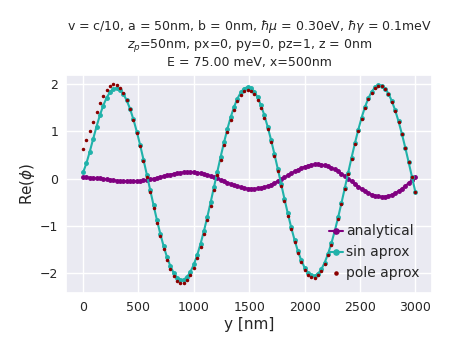 v = c/10, a = 50nm, b = 0nm, ℏμ = 0.30eV, ℏγ = 0.1meV
z_p=50nm, px=0, py=0, pz=1, z = 0nm
E = 75.00 meV, x=500nm
Re(ϕ)
2
1
0
−1
−2
analytical
sin aprox
pole aprox
0 500 1000 1500 2000 2500 3000
y [nm]